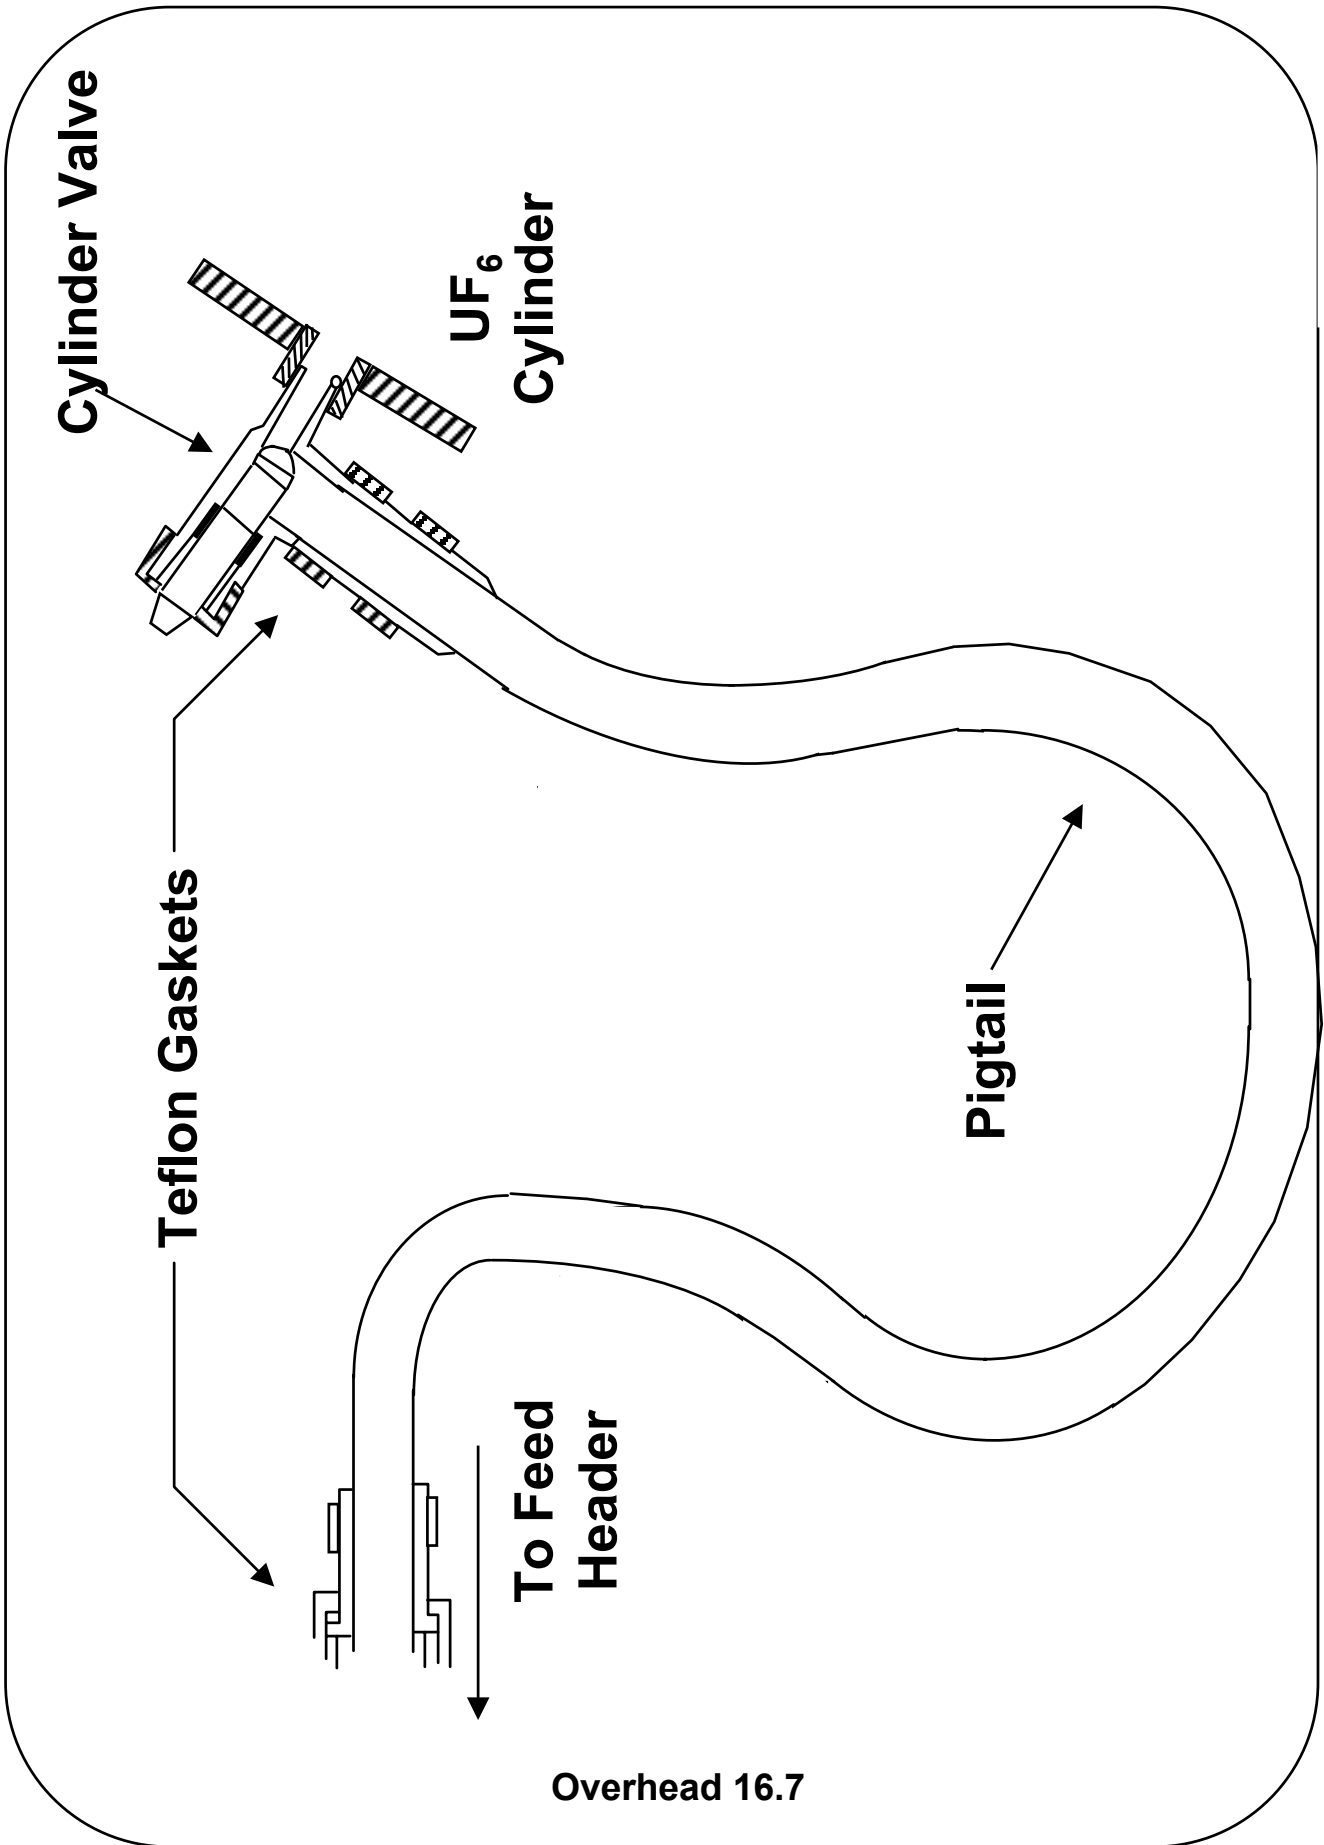 Cylinder Valve
UF6
Cylinder
Teflon Gaskets
Pigtail
To Feed
Header
Overhead 16.7